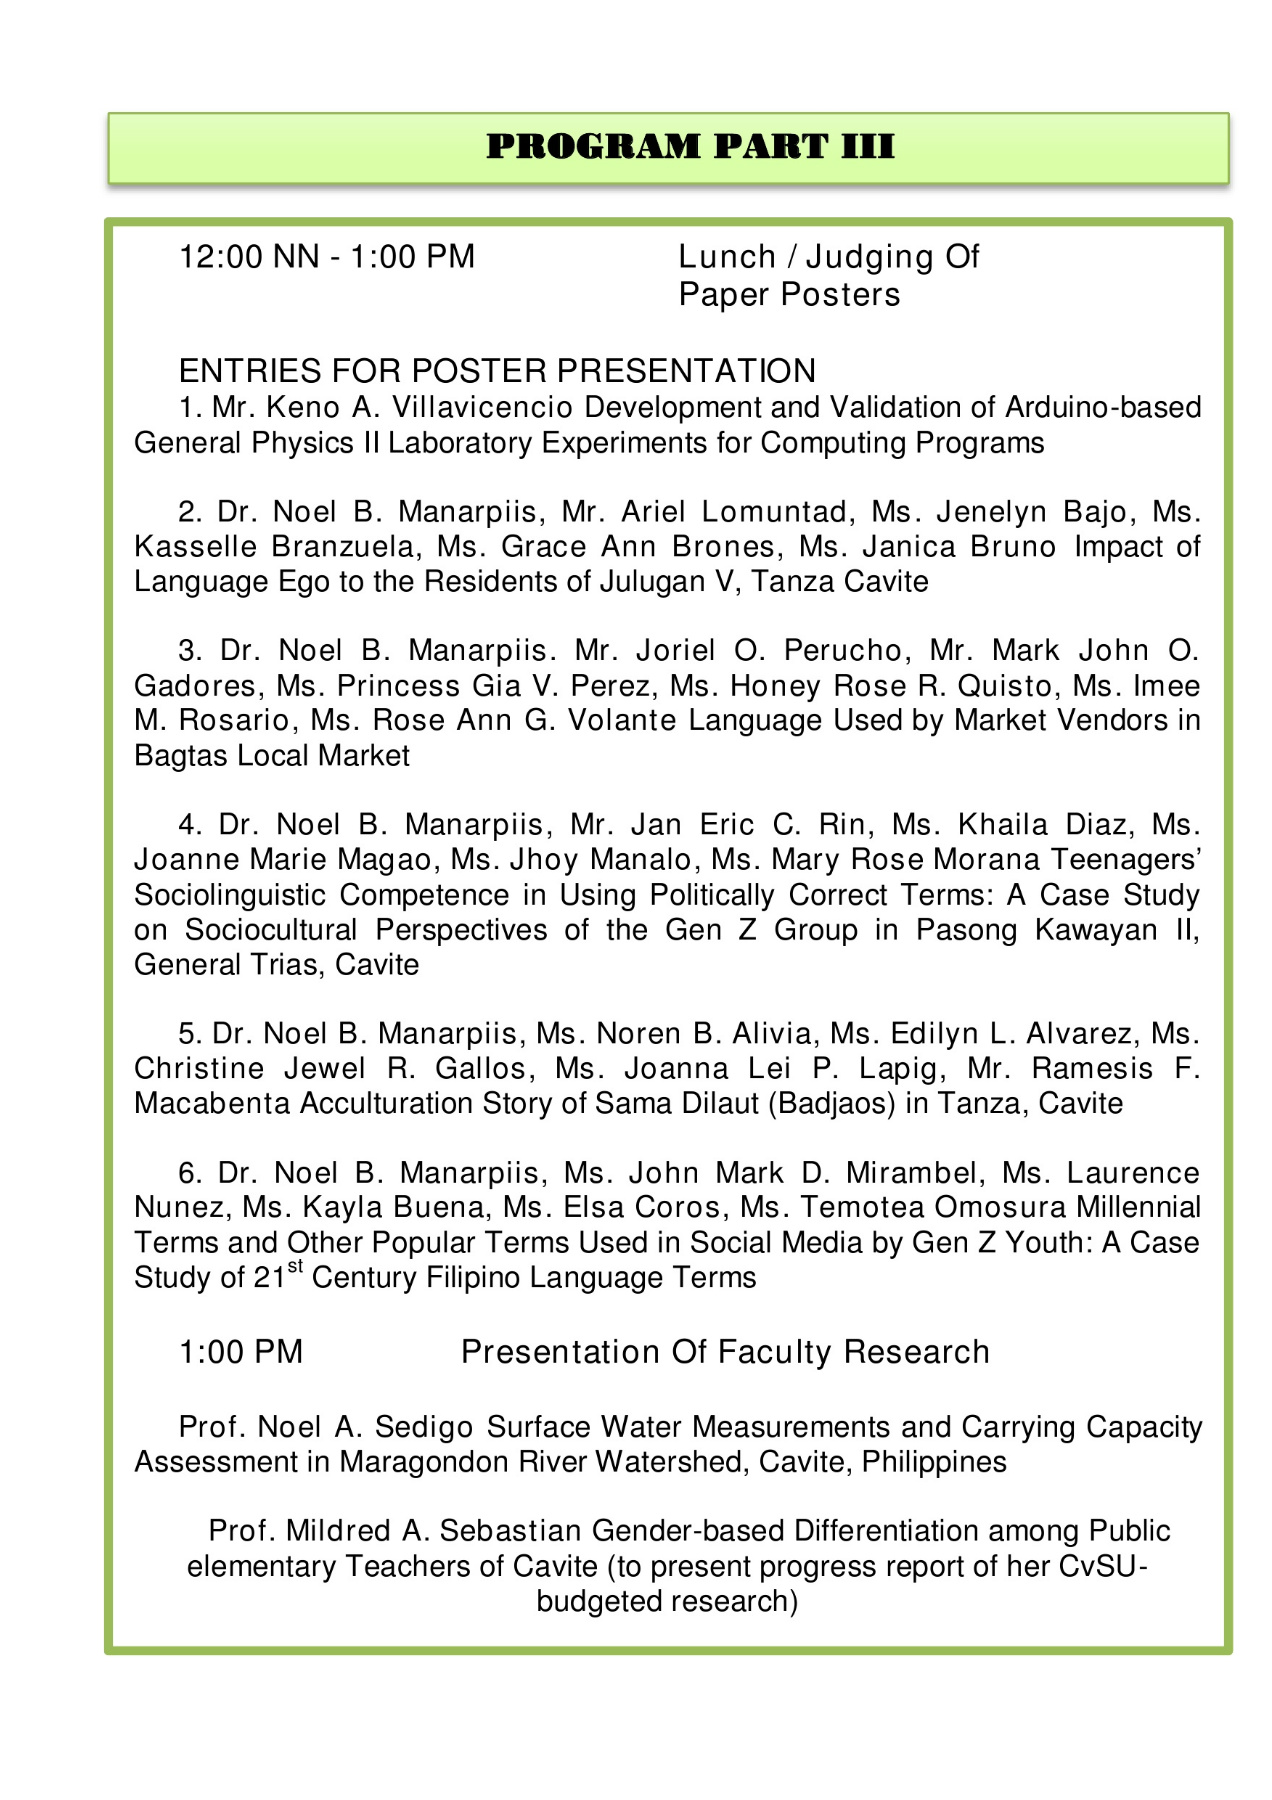 PROGRAM PART III
12:00 NN - 1:00 PM Lunch / Judging Of
Paper Posters
ENTRIES FOR POSTER PRESENTATION
1. Mr. Keno A. Villavicencio Development and Validation of Arduino-based
General Physics II Laboratory Experiments for Computing Programs
2. Dr. Noel B. Manarpiis, Mr. Ariel Lomuntad, Ms. Jenelyn Bajo, Ms.
Kasselle Branzuela, Ms. Grace Ann Brones, Ms. Janica Bruno Impact of
Language Ego to the Residents of Julugan V, Tanza Cavite
3. Dr. Noel B. Manarpiis. Mr. Joriel O. Perucho, Mr. Mark John O.
Gadores, Ms. Princess Gia V. Perez, Ms. Honey Rose R. Quisto, Ms. Imee
M. Rosario, Ms. Rose Ann G. Volante Language Used by Market Vendors in
Bagtas Local Market
4. Dr. Noel B. Manarpiis, Mr. Jan Eric C. Rin, Ms. Khaila Diaz, Ms.
Joanne Marie Magao, Ms. Jhoy Manalo, Ms. Mary Rose Morana Teenagers’
Sociolinguistic Competence in Using Politically Correct Terms: A Case Study
on Sociocultural Perspectives of the Gen Z Group in Pasong Kawayan II,
General Trias, Cavite
5. Dr. Noel B. Manarpiis, Ms. Noren B. Alivia, Ms. Edilyn L. Alvarez, Ms.
Christine Jewel R. Gallos, Ms. Joanna Lei P. Lapig, Mr. Ramesis F.
Macabenta Acculturation Story of Sama Dilaut (Badjaos) in Tanza, Cavite
6. Dr. Noel B. Manarpiis, Ms. John Mark D. Mirambel, Ms. Laurence
Nunez, Ms. Kayla Buena, Ms. Elsa Coros, Ms. Temotea Omosura Millennial
Terms and Other Popular Terms Used in Social Media by Gen Z Youth: A Case
Study of 21st Century Filipino Language Terms
1:00 PM Presentation Of Faculty Research
Prof. Noel A. Sedigo Surface Water Measurements and Carrying Capacity
Assessment in Maragondon River Watershed, Cavite, Philippines
Prof. Mildred A. Sebastian Gender-based Differentiation among Public
elementary Teachers of Cavite (to present progress report of her CvSU-
budgeted research)